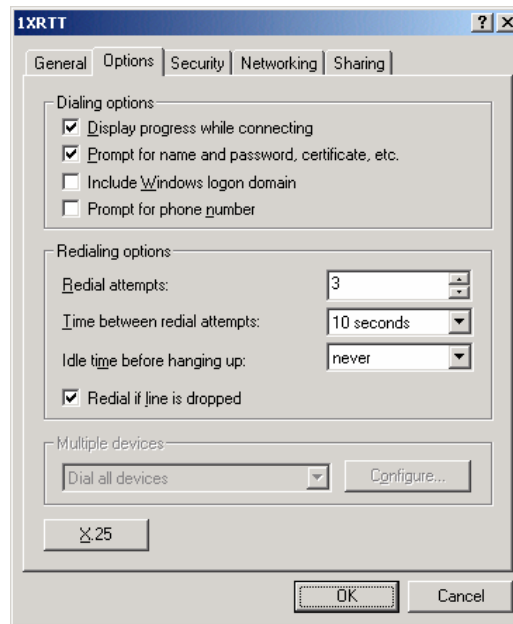 1XRTT
General Options Security Networking Sharing
Dialing options
Display progress while connecting
Prompt for name and password, certificate, etc.
Include Windows logon domain
Prompt for phone number
Redialing options
Redial attempts: 3
Time between redial attempts: 10 seconds
Idle time before hanging up: never
Redial if line is dropped
Multiple devices
Dial all devices Configure...
X.25
OK Cancel